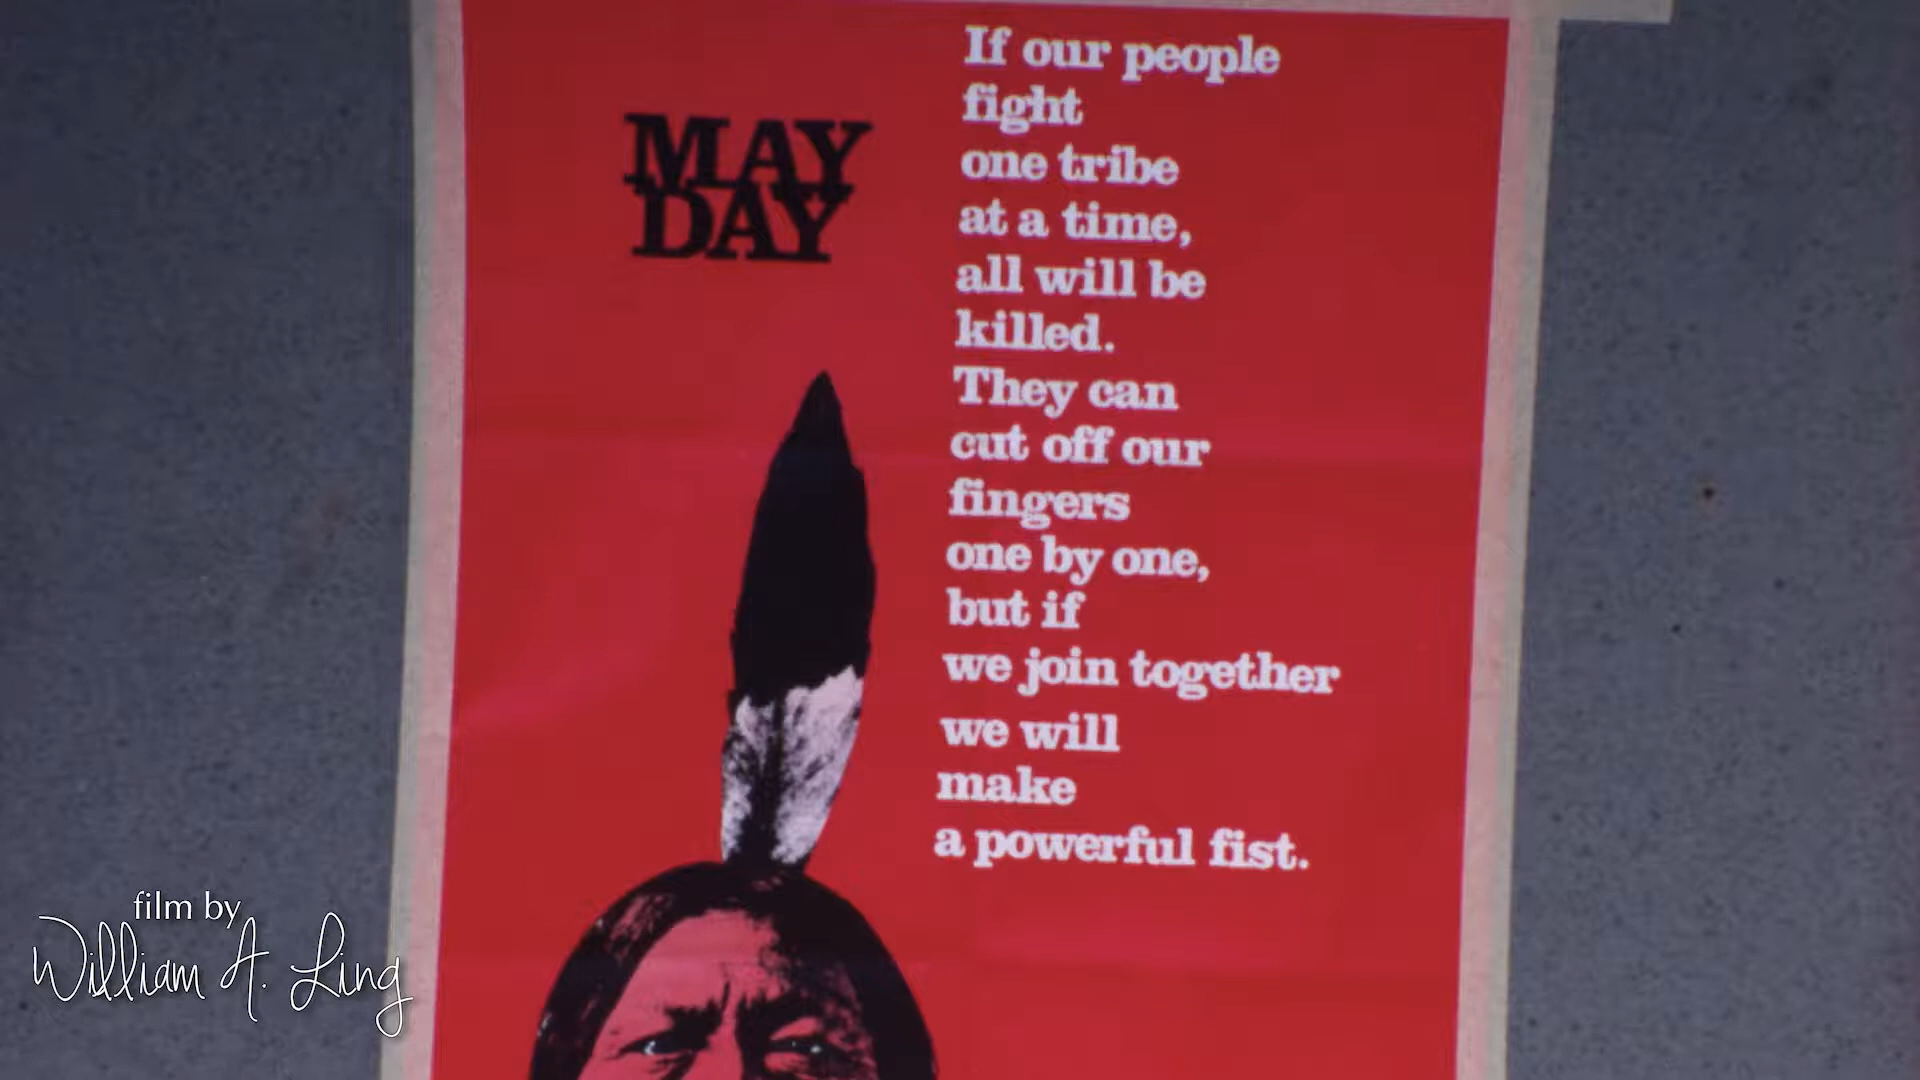 MAY
DAY
If our people
fight
one tribe
at a time,
all will be
killed.
They can
cut off our
fingers
one by one,
but if
we join together
we will
make
a powerful fist.
film by
William A. Ling